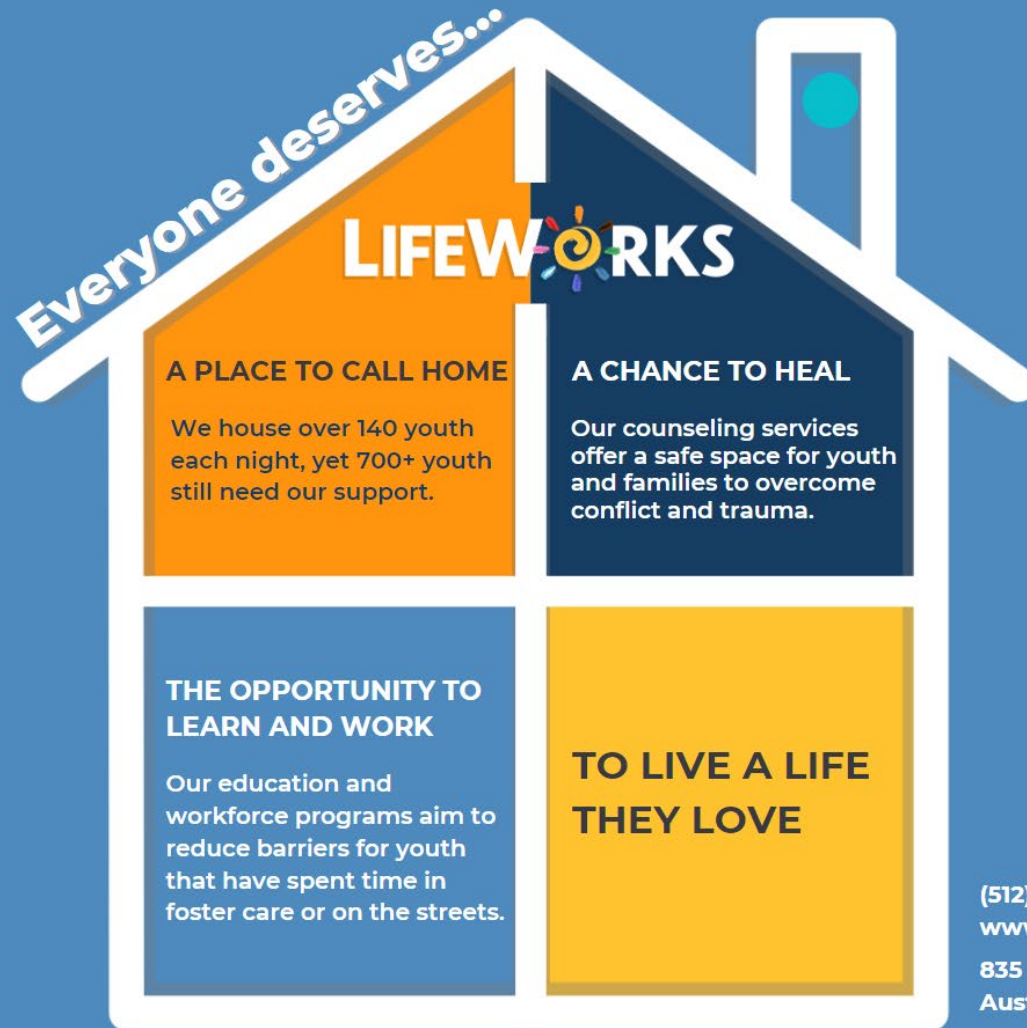 Everyone deserves...
LIFEWORKS
A PLACE TO CALL HOME
We house over 140 youth
each night, yet 700+ youth
still need our support.
A CHANCE TO HEAL
Our counseling services
offer a safe space for youth
and families to overcome
conflict and trauma.
THE OPPORTUNITY TO
LEARN AND WORK
Our education and
workforce programs aim to
reduce barriers for youth
that have spent time in
foster care or on the streets.
TO LIVE A LIFE
THEY LOVE
(512)
835